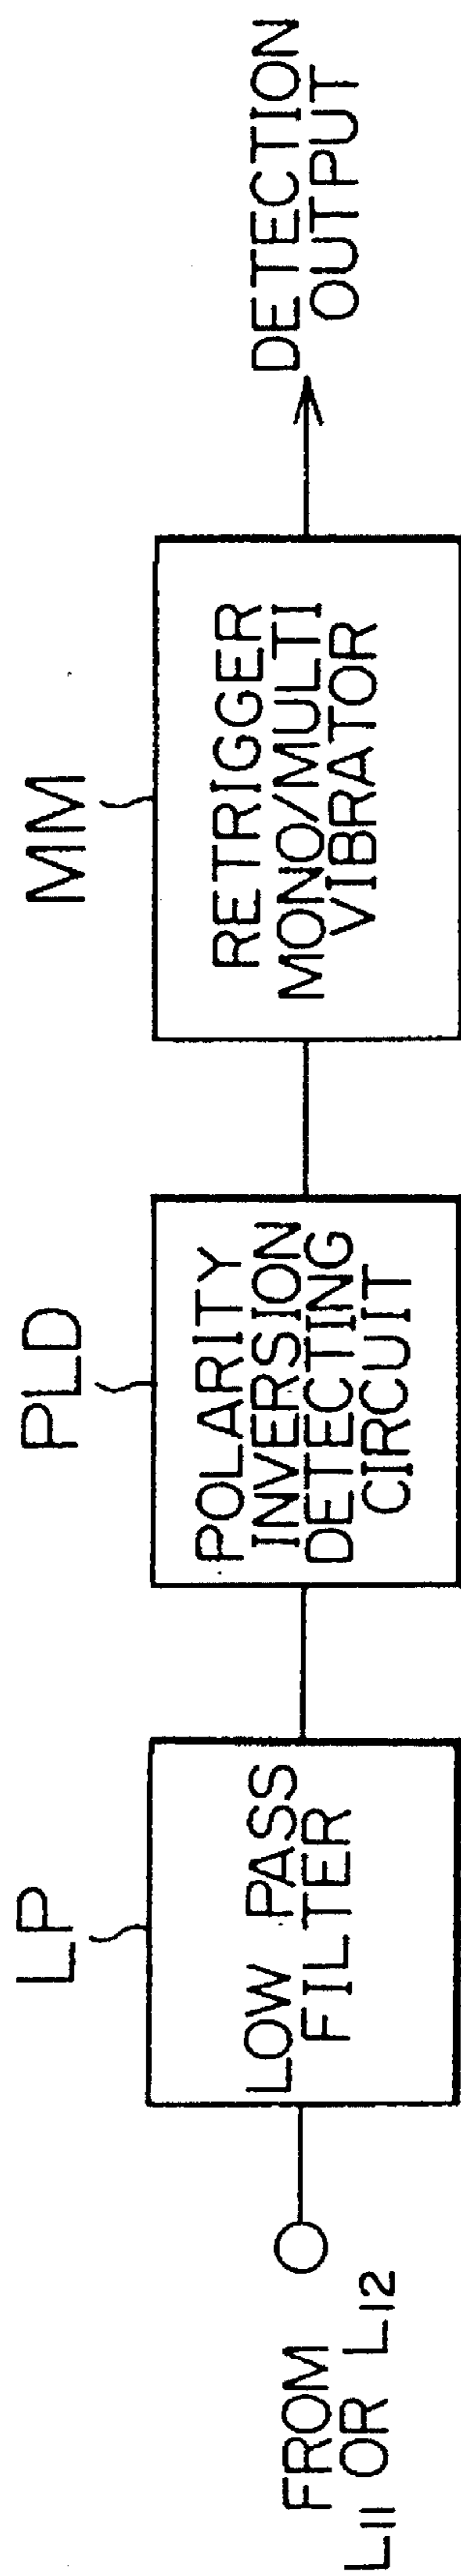 FROM
L11 OR L12
LP
LOW PASS
FILTER
PLD
POLARITY
INVERSION
DETECTING
CIRCUIT
MM
RETRIGGER
MONO/MULTI
VIBRATOR
DETECTION
OUTPUT